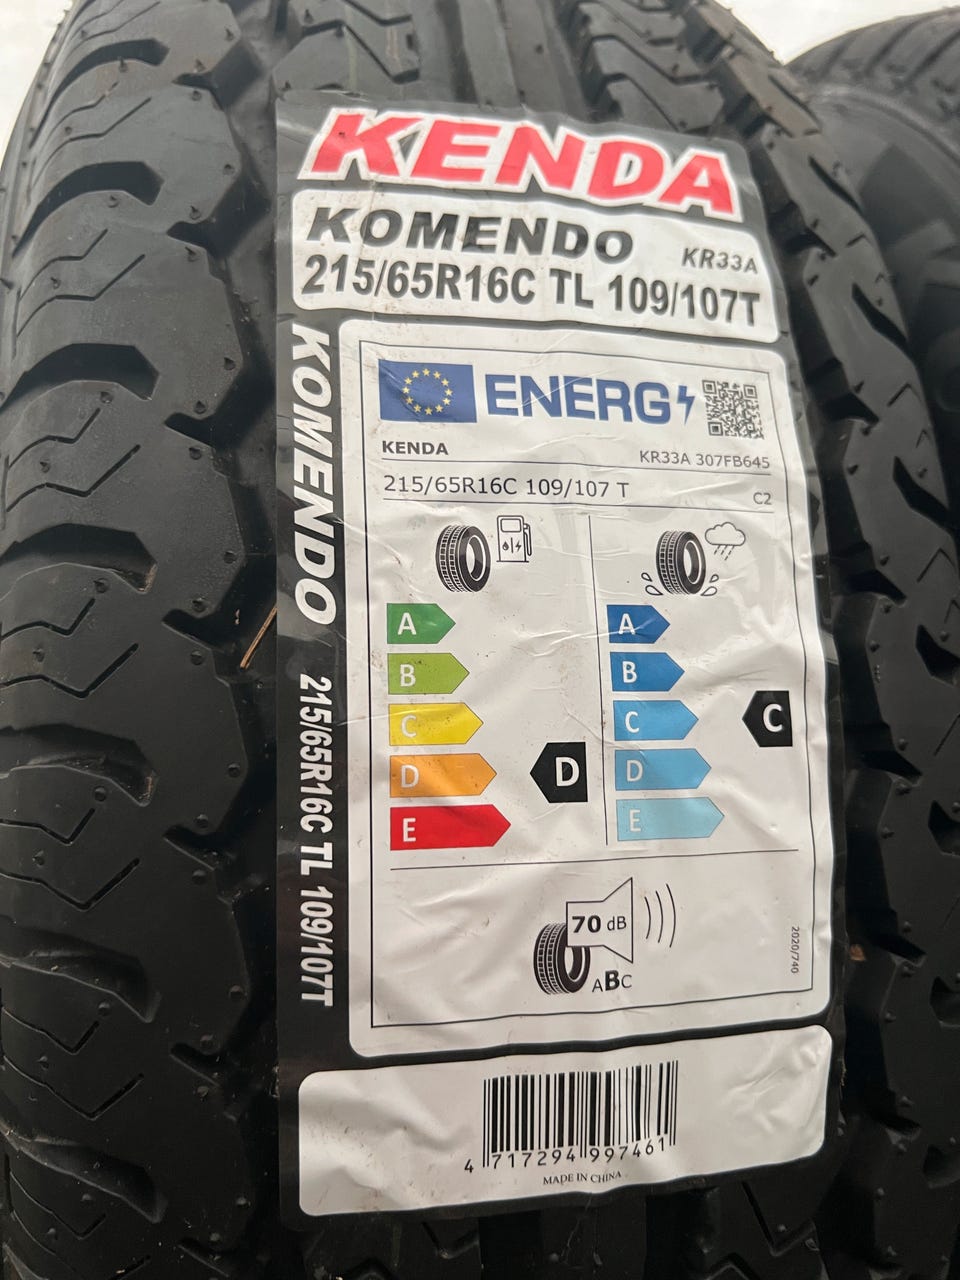 KENDA
KOMENDO KR33A
215/65R16C TL 109/107T
KOMENDO 215/65R16C TL 109/107T
ENERG
KENDA KR33A 307FB645
215/65R16C 109/107 T C2
A A
B B
C C C
D D D
E E
70 dB
ABC
2020/740
4 717294 997461
MADE IN CHINA